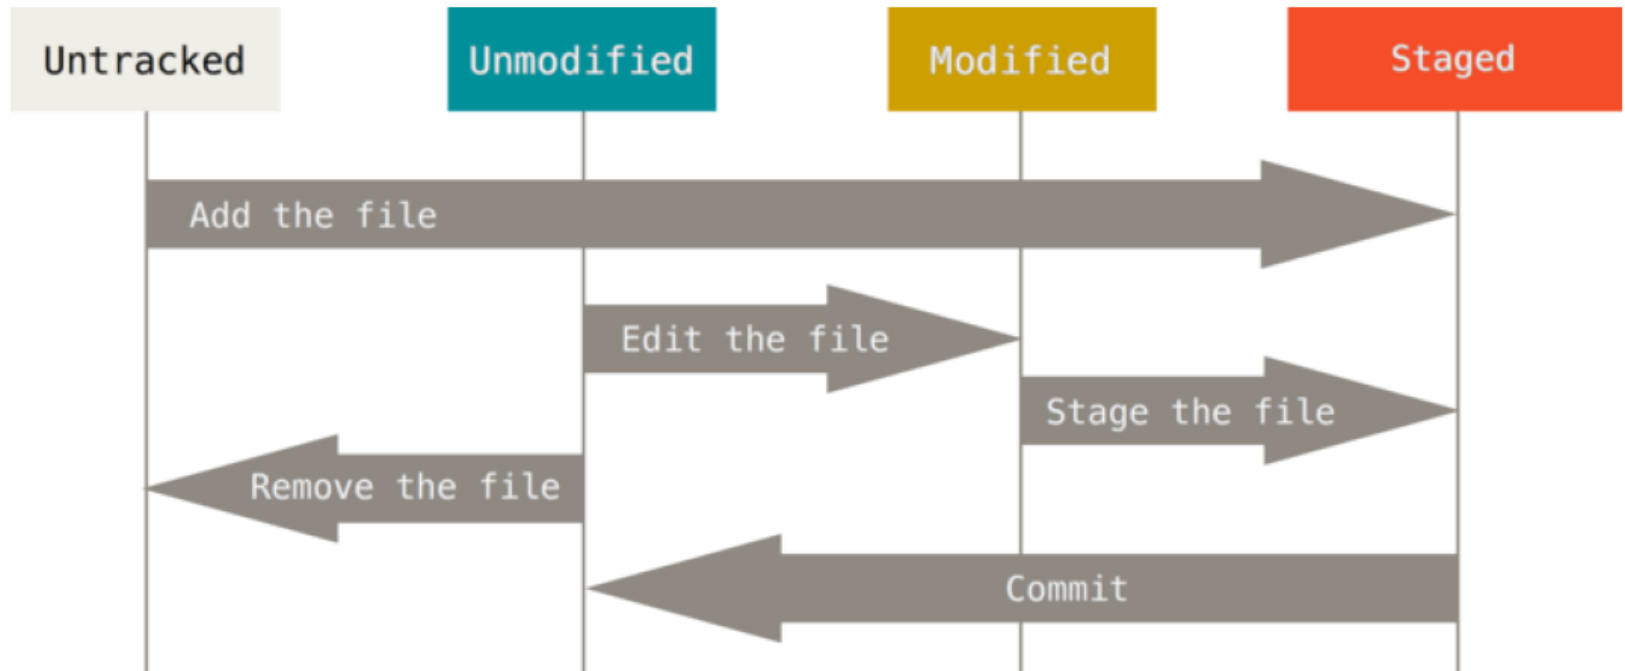 Untracked
Unmodified
Modified
Staged
Add the file
Edit the file
Stage the file
Remove the file
Commit